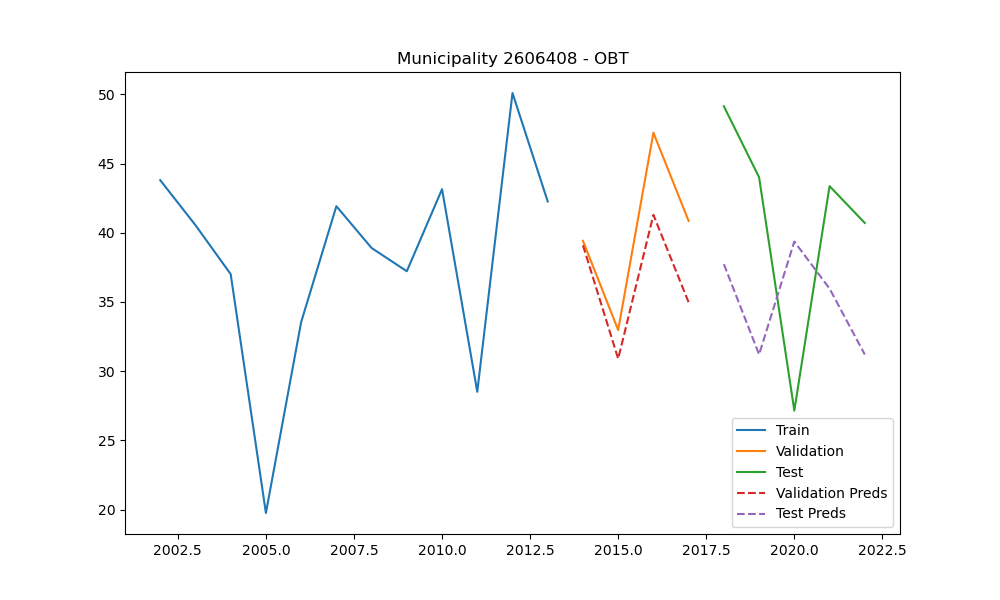 Municipality 2606408 - OBT
50
45
40
35
30
25
20
2002.5 2005.0 2007.5 2010.0 2012.5 2015.0 2017.5 2020.0 2022.5
Train
Validation
Test
Validation Preds
Test Preds